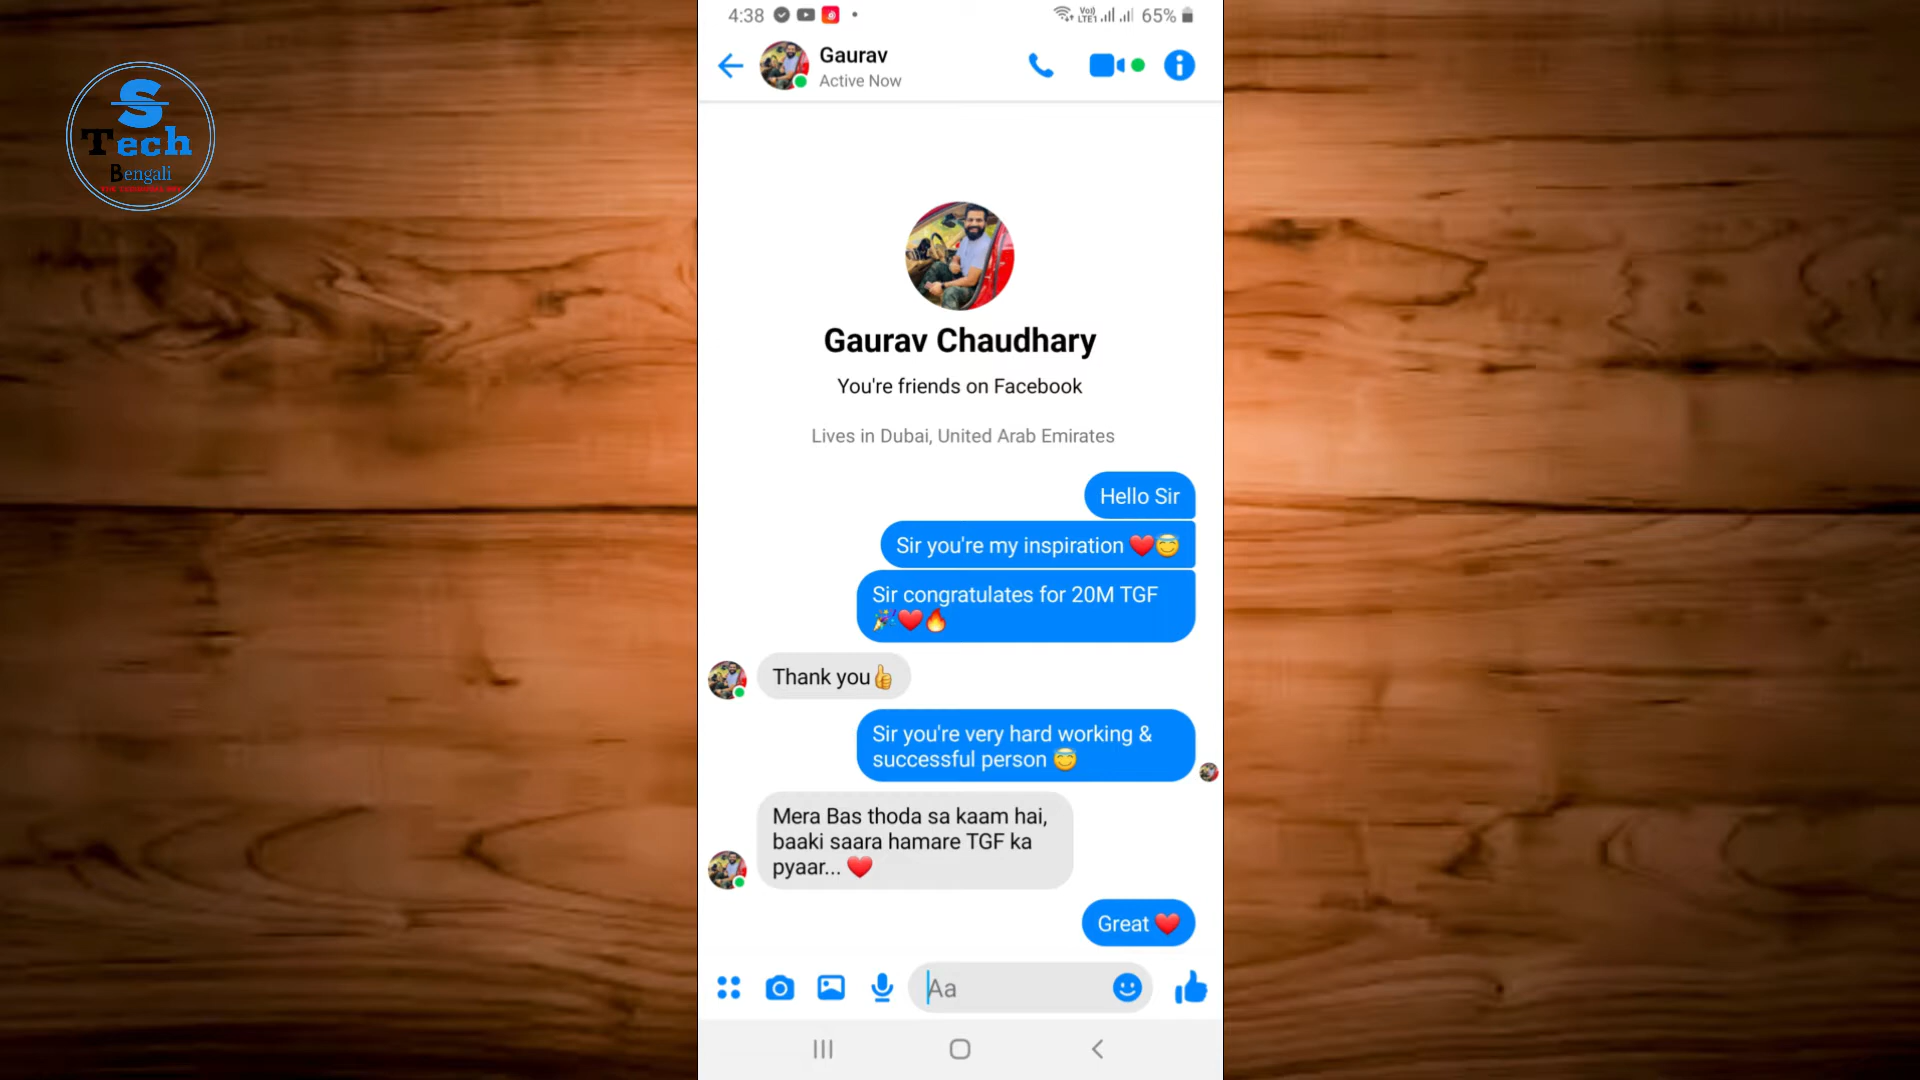 S
Tech
Bengali
4:38
Vo)
LTE1
65%
Gaurav
Active Now
Gaurav Chaudhary
You're friends on Facebook
Lives in Dubai, United Arab Emirates
Hello Sir
Sir you're my inspiration ❤️😇
Sir congratulates for 20M TGF
🎉❤️🔥
Thank you👍
Sir you're very hard working &
successful person 😇
Mera Bas thoda sa kaam hai,
baaki saara hamare TGF ka
pyaar... ❤️
Great ❤️
Aa